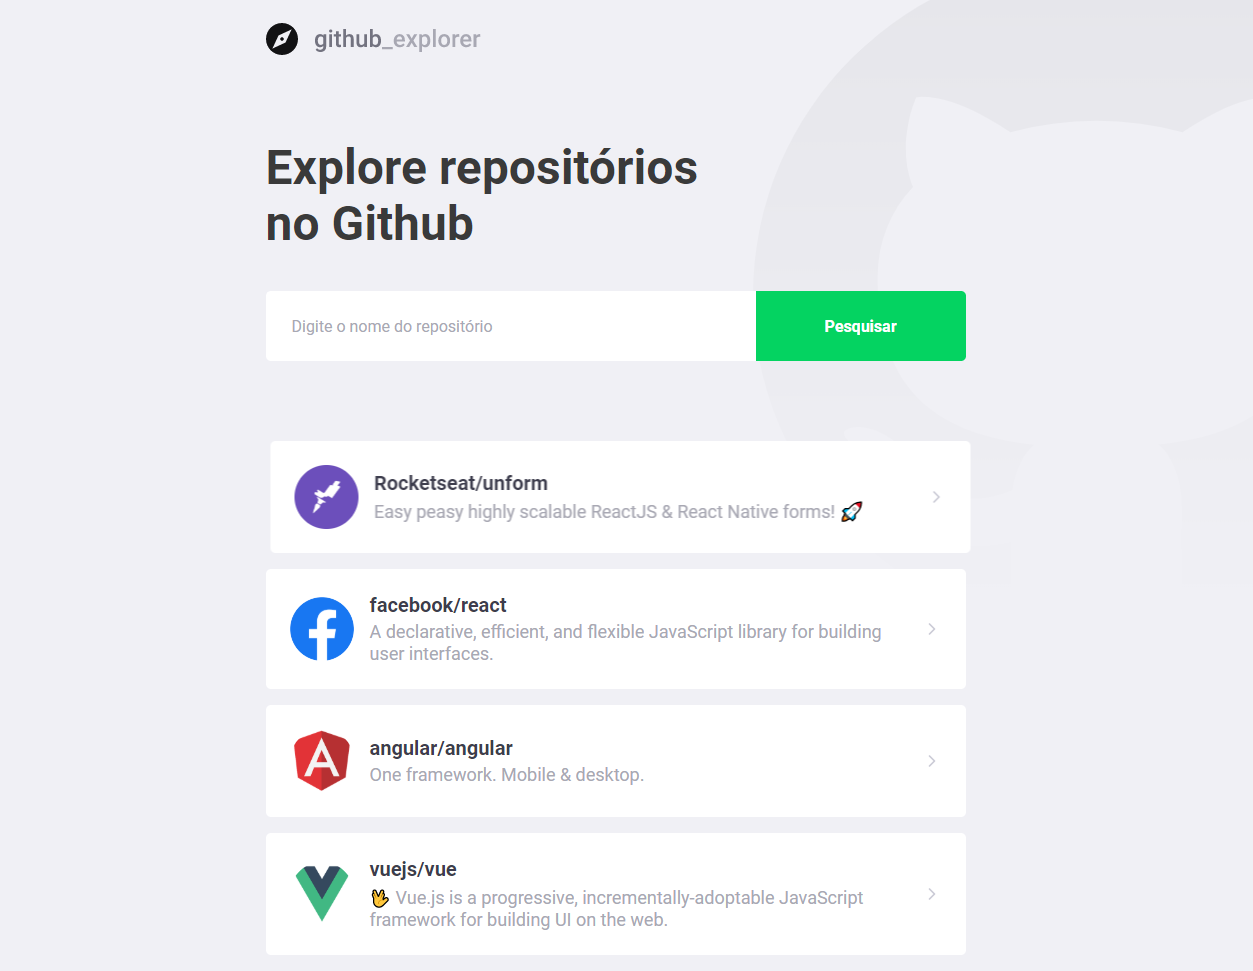 github_explorer
Explore repositórios
no Github
Digite o nome do repositório
Pesquisar
Rocketseat/unform
Easy peasy highly scalable ReactJS & React Native forms! 🚀
facebook/react
A declarative, efficient, and flexible JavaScript library for building
user interfaces.
angular/angular
One framework. Mobile & desktop.
vuejs/vue
🖖 Vue.js is a progressive, incrementally-adoptable JavaScript
framework for building UI on the web.